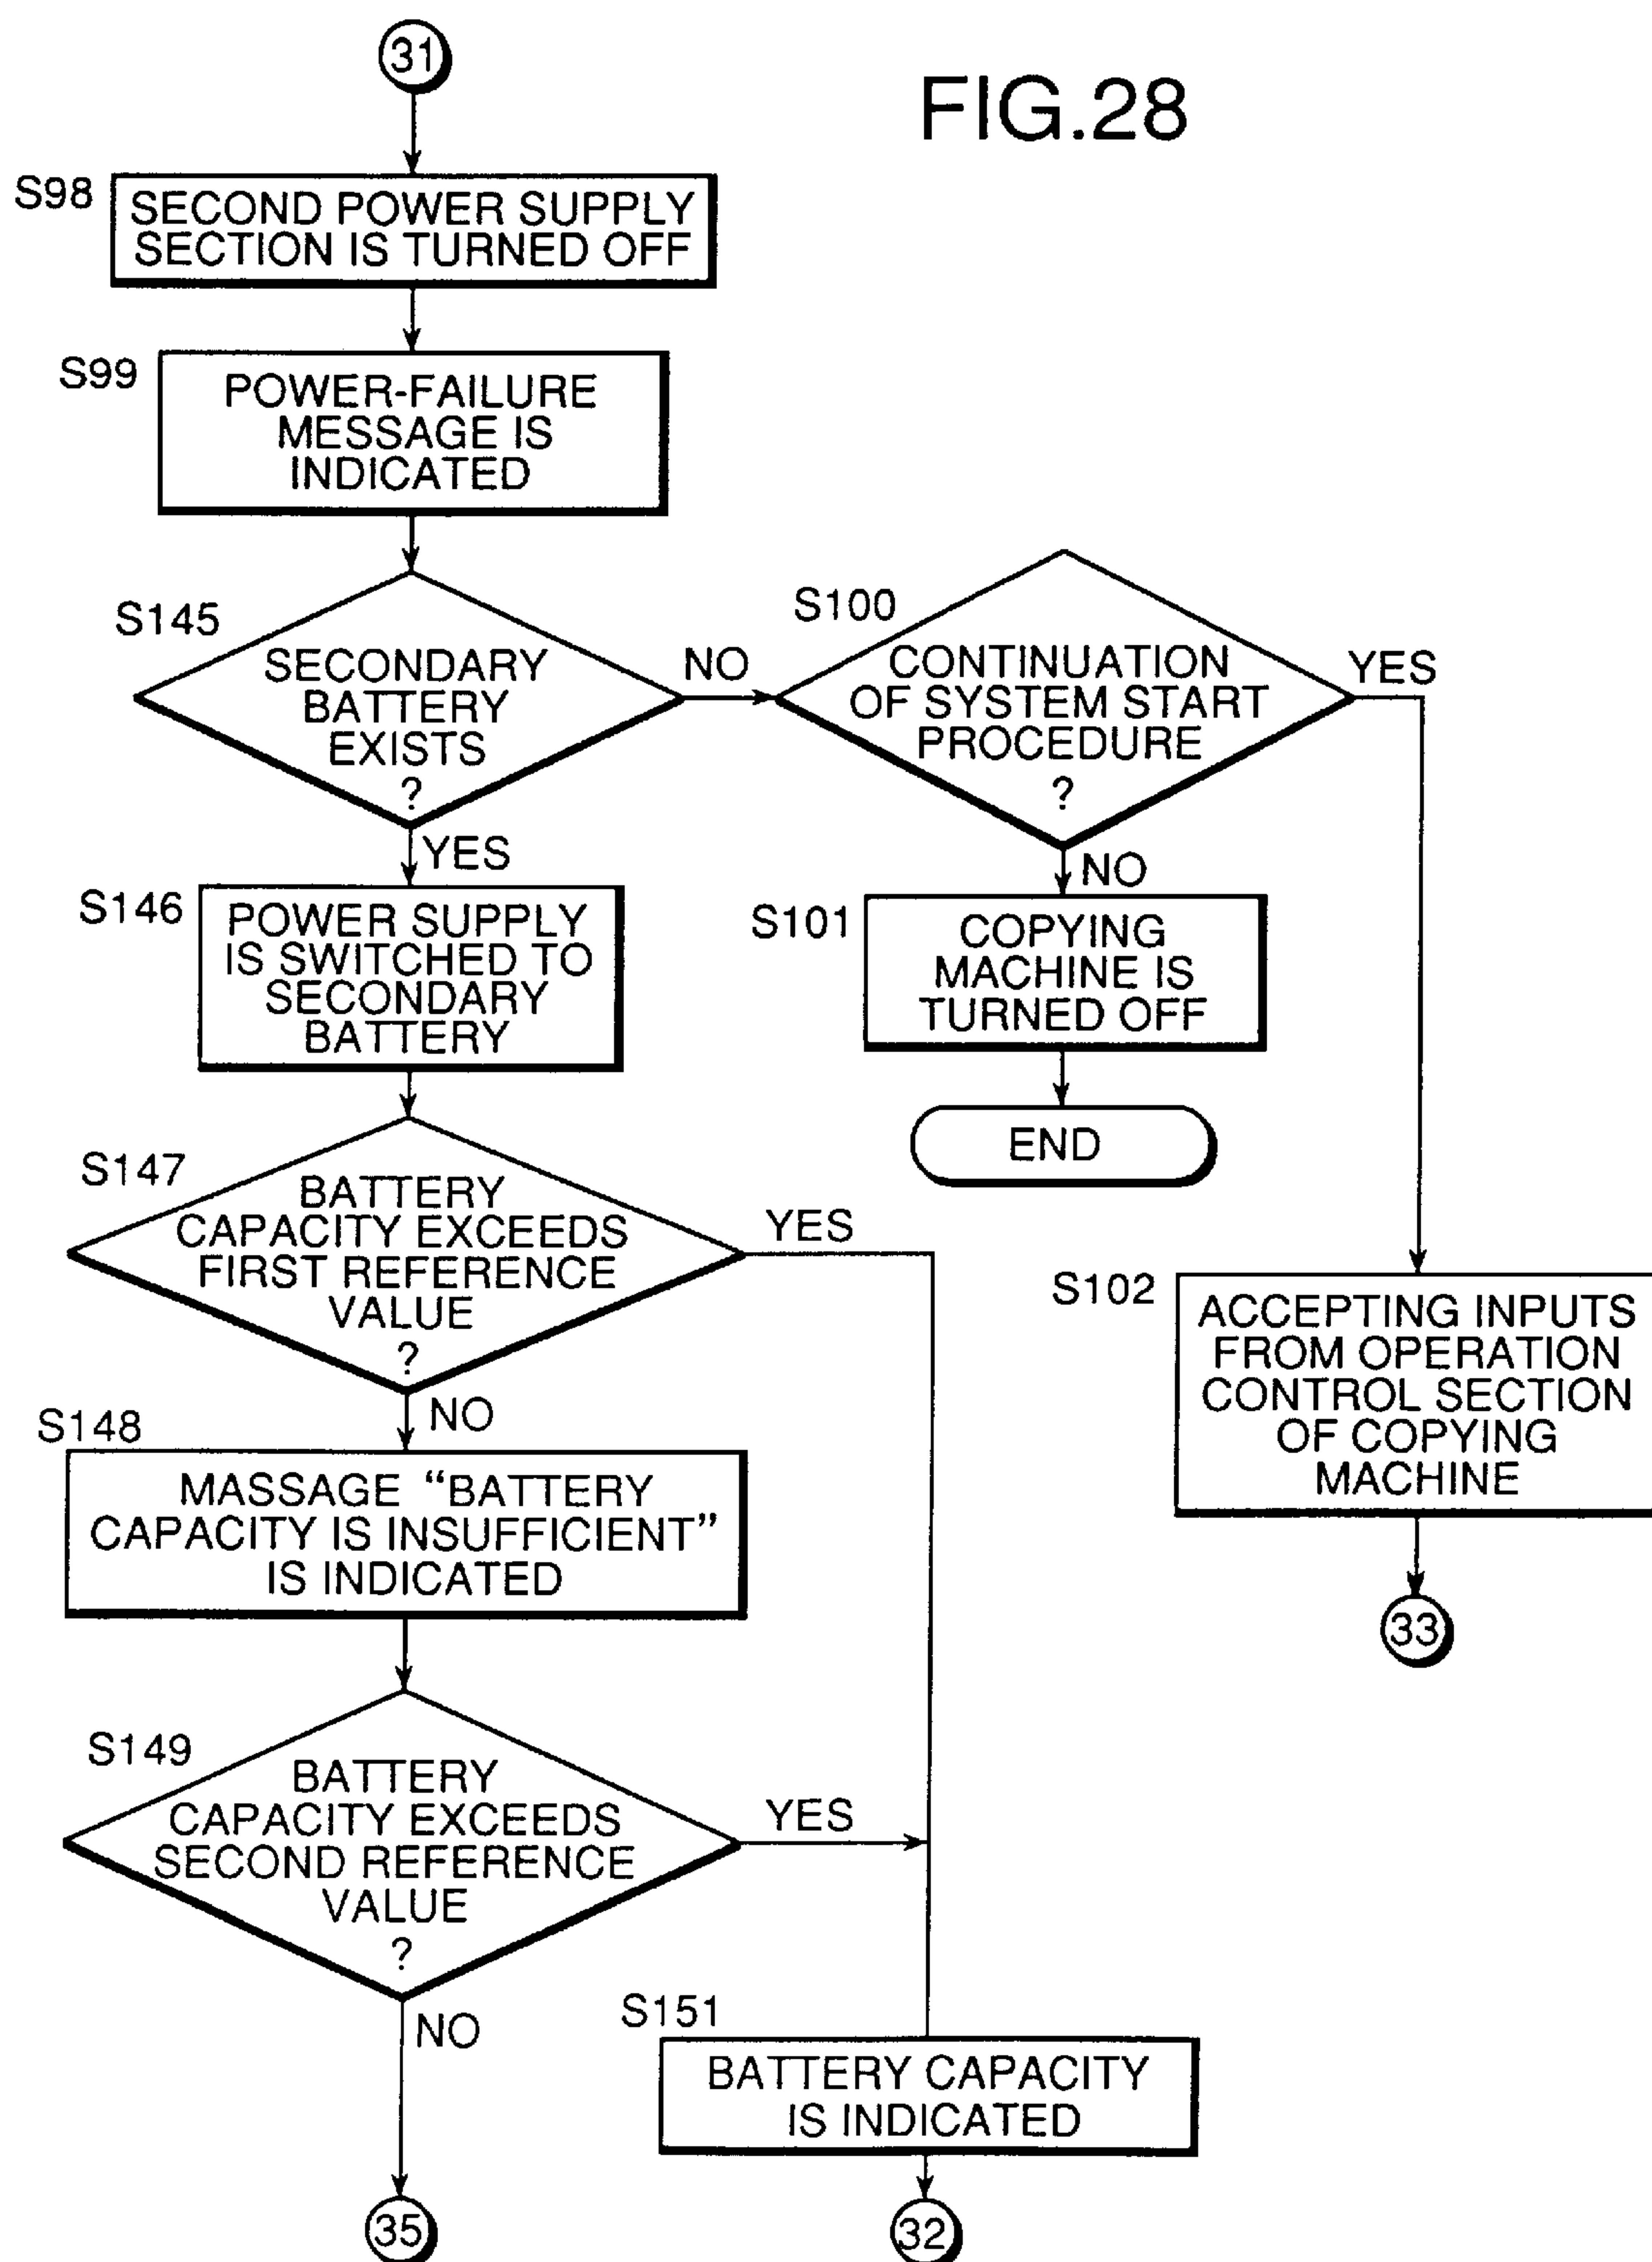 31
FIG.28
S98
SECOND POWER SUPPLY
SECTION IS TURNED OFF
S99
POWER-FAILURE
MESSAGE IS
INDICATED
S145
SECONDARY
BATTERY
EXISTS
?
NO
YES
S100
CONTINUATION
OF SYSTEM START
PROCEDURE
?
YES
NO
S146
POWER SUPPLY
IS SWITCHED TO
SECONDARY
BATTERY
S101
COPYING
MACHINE IS
TURNED OFF
END
S147
BATTERY
CAPACITY EXCEEDS
FIRST REFERENCE
VALUE
?
YES
NO
S102
ACCEPTING INPUTS
FROM OPERATION
CONTROL SECTION
OF COPYING
MACHINE
33
S148
MASSAGE “BATTERY
CAPACITY IS INSUFFICIENT”
IS INDICATED
S149
BATTERY
CAPACITY EXCEEDS
SECOND REFERENCE
VALUE
?
YES
NO
S151
BATTERY CAPACITY
IS INDICATED
35
32